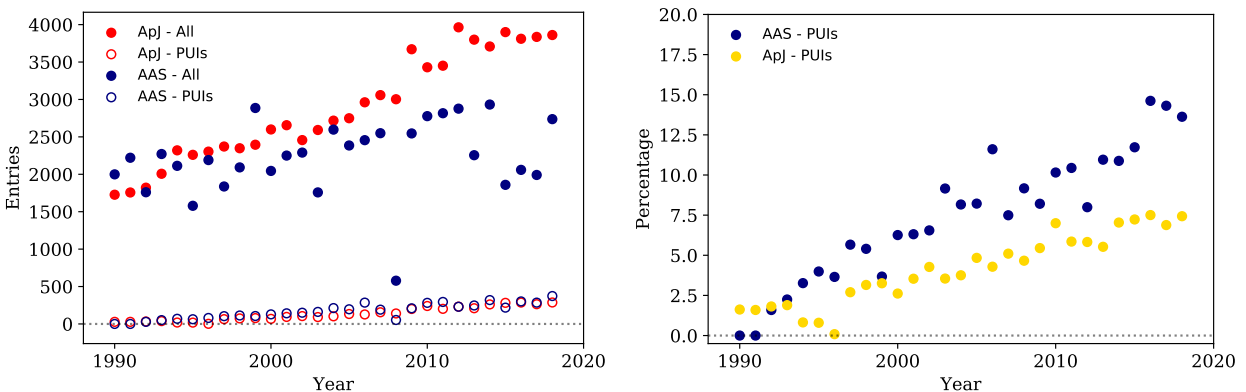 4000
3500
3000
2500
2000
1500
1000
500
0
Entries
ApJ - All
ApJ - PUIs
AAS - All
AAS - PUIs
1990
2000
2010
2020
Year
20.0
17.5
15.0
12.5
10.0
7.5
5.0
2.5
0.0
Percentage
AAS - PUIs
ApJ - PUIs
1990
2000
2010
2020
Year